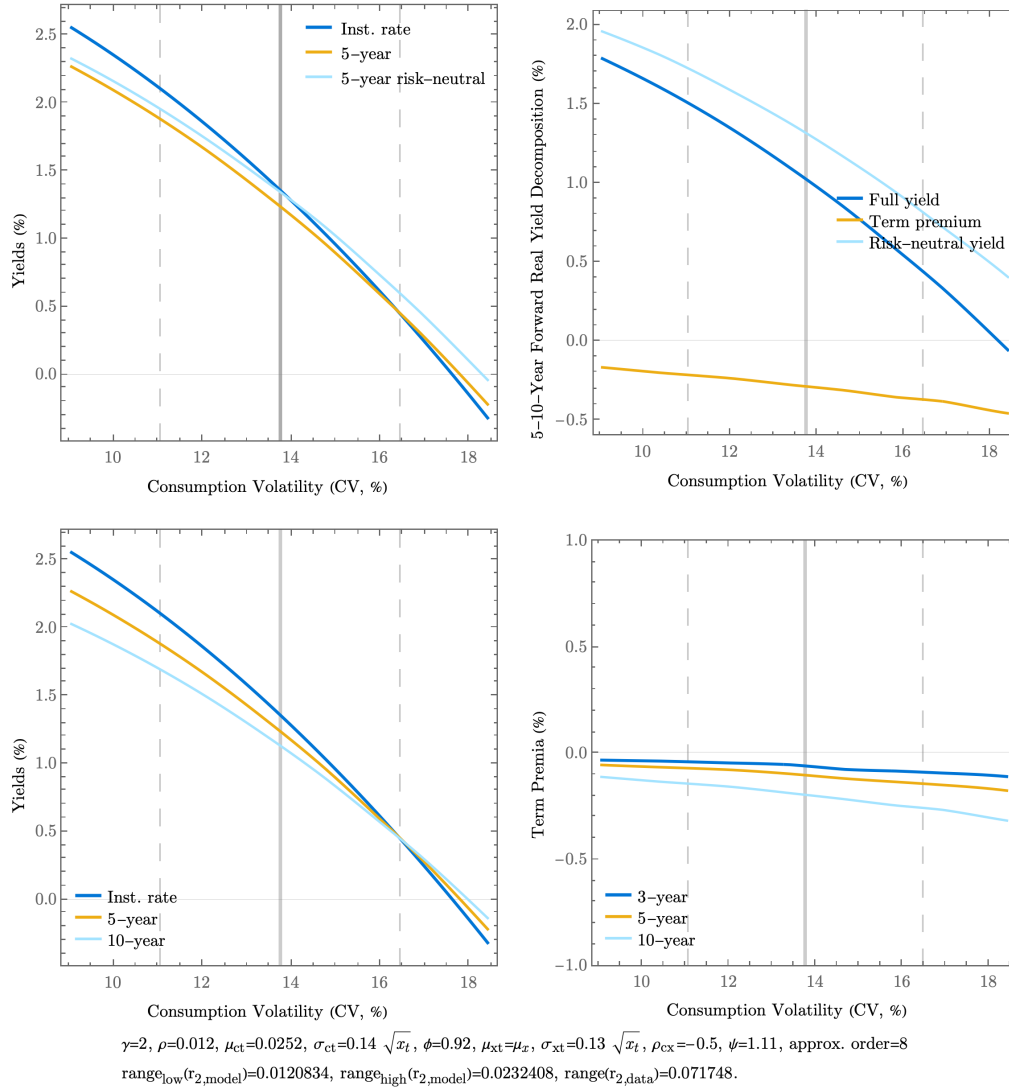 Inst. rate
5−year
5−year risk−neutral
Yields (%)
2.5
2.0
1.5
1.0
0.5
0.0
10 12 14 16 18
Consumption Volatility (CV, %)
5−10−Year Forward Real Yield Decomposition (%)
2.0
1.5
1.0
0.5
0.0
−0.5
Full yield
Term premium
Risk−neutral yield
10 12 14 16 18
Consumption Volatility (CV, %)
Yields (%)
2.5
2.0
1.5
1.0
0.5
0.0
Inst. rate
5−year
10−year
10 12 14 16 18
Consumption Volatility (CV, %)
Term Premia (%)
1.0
0.5
0.0
−0.5
−1.0
3−year
5−year
10−year
10 12 14 16 18
Consumption Volatility (CV, %)
γ=2, ρ=0.012, μct=0.0252, σct=0.14 √xt, ϕ=0.92, μxt=μx, σxt=0.13 √xt, ρcx=−0.5, ψ=1.11, approx. order=8
rangelow(r2,model)=0.0120834, rangehigh(r2,model)=0.0232408, range(r2,data)=0.071748.